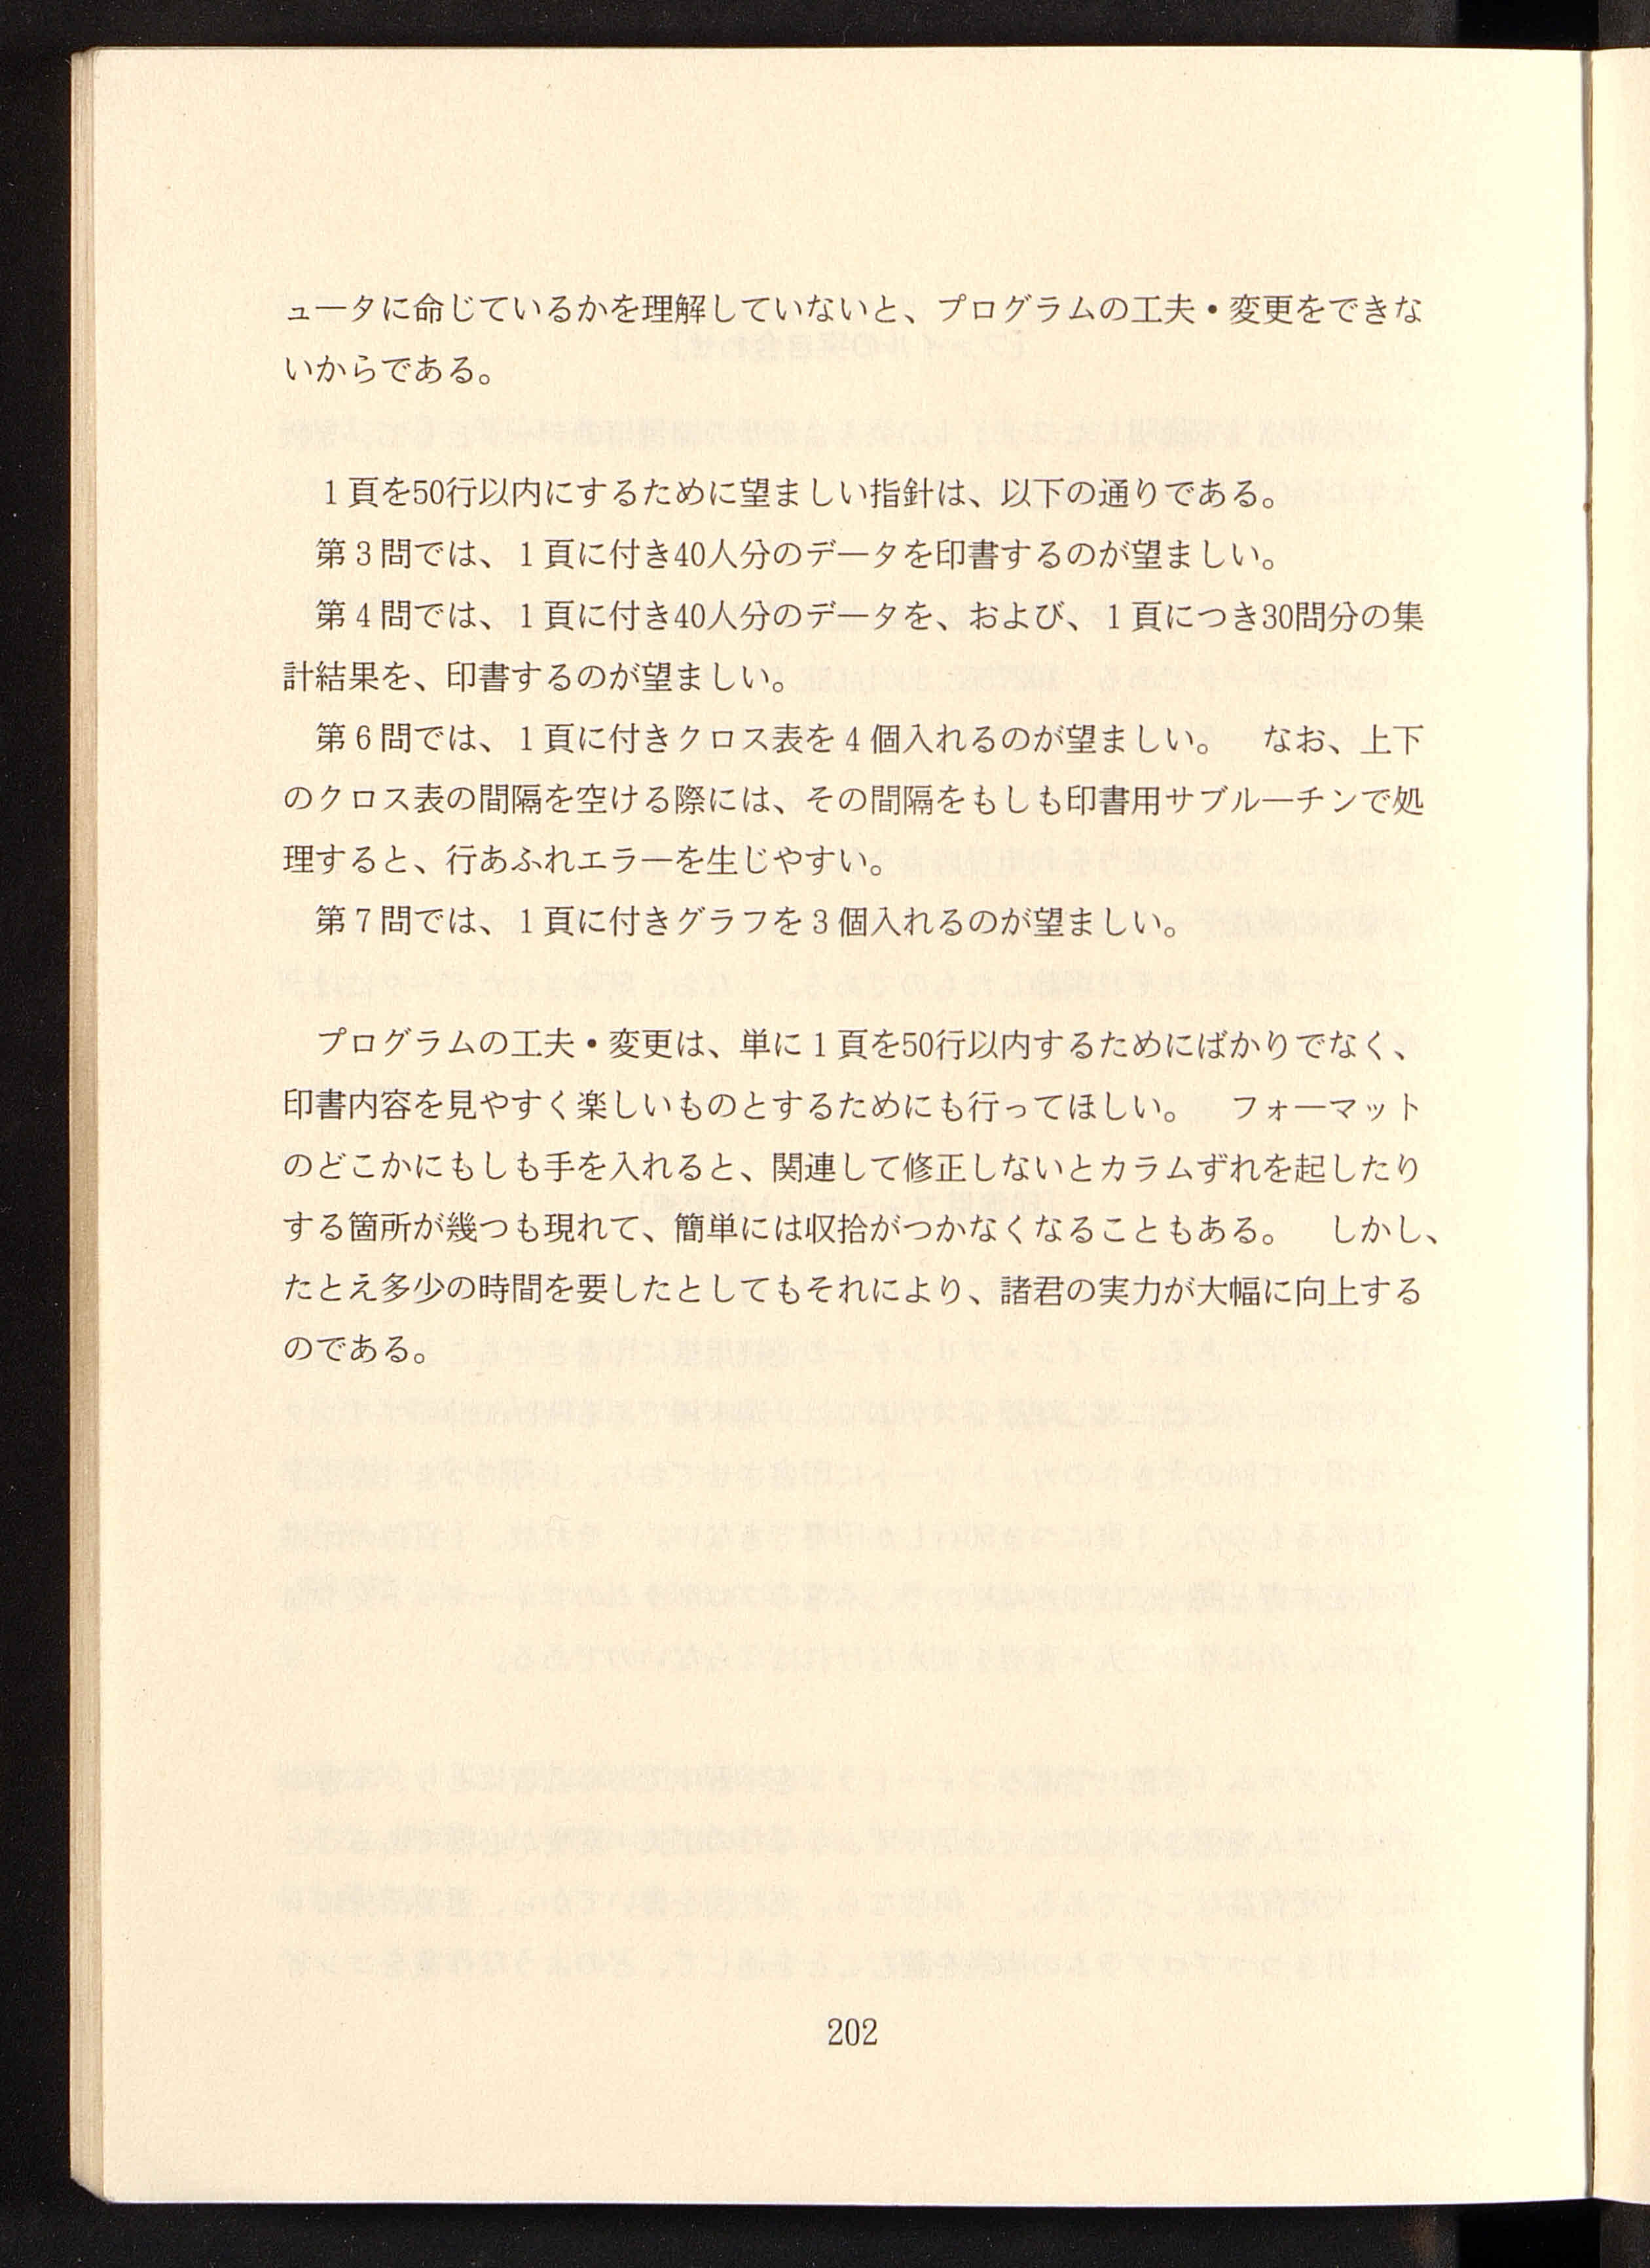 ュータに命じているかを理解していないと、プログラムの工夫・変更をできな
いからである。
１頁を50行以内にするために望ましい指針は、以下の通りである。
第３問では、１頁に付き40人分のデータを印書するのが望ましい。
第４問では、１頁に付き40人分のデータを、および、１頁につき30問分の集
計結果を、印書するのが望ましい。
第６問では、１頁に付きクロス表を４個入れるのが望ましい。　なお、上下
のクロス表の間隔を空ける際には、その間隔をもしも印書用サブルーチンで処
理すると、行あふれエラーを生じやすい。
第７問では、１頁に付きグラフを３個入れるのが望ましい。
プログラムの工夫・変更は、単に１頁を50行以内するためにばかりでなく、
印書内容を見やすく楽しいものとするためにも行ってほしい。　フォーマット
のどこかにもしも手を入れると、関連して修正しないとカラムずれを起したり
する箇所が幾つも現れて、簡単には収拾がつかなくなることもある。　しかし、
たとえ多少の時間を要したとしてもそれにより、諸君の実力が大幅に向上する
のである。
202